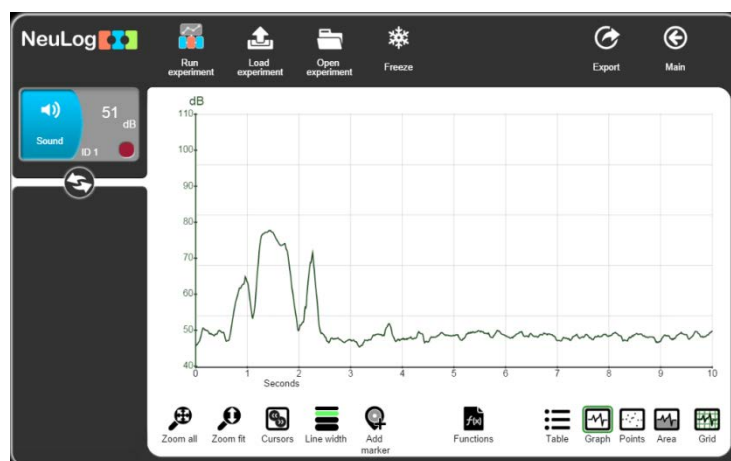 NeuLog
Run
experiment
Load
experiment
Open
experiment
Freeze
Export
Main
51
dB
Sound
ID 1
dB
110
100
90
80
70
60
50
40
0
1
2
3
4
5
6
7
8
9
10
Seconds
Zoom all
Zoom fit
Cursors
Line width
Add
marker
f(x)
Functions
Table
Graph
Points
Area
Grid